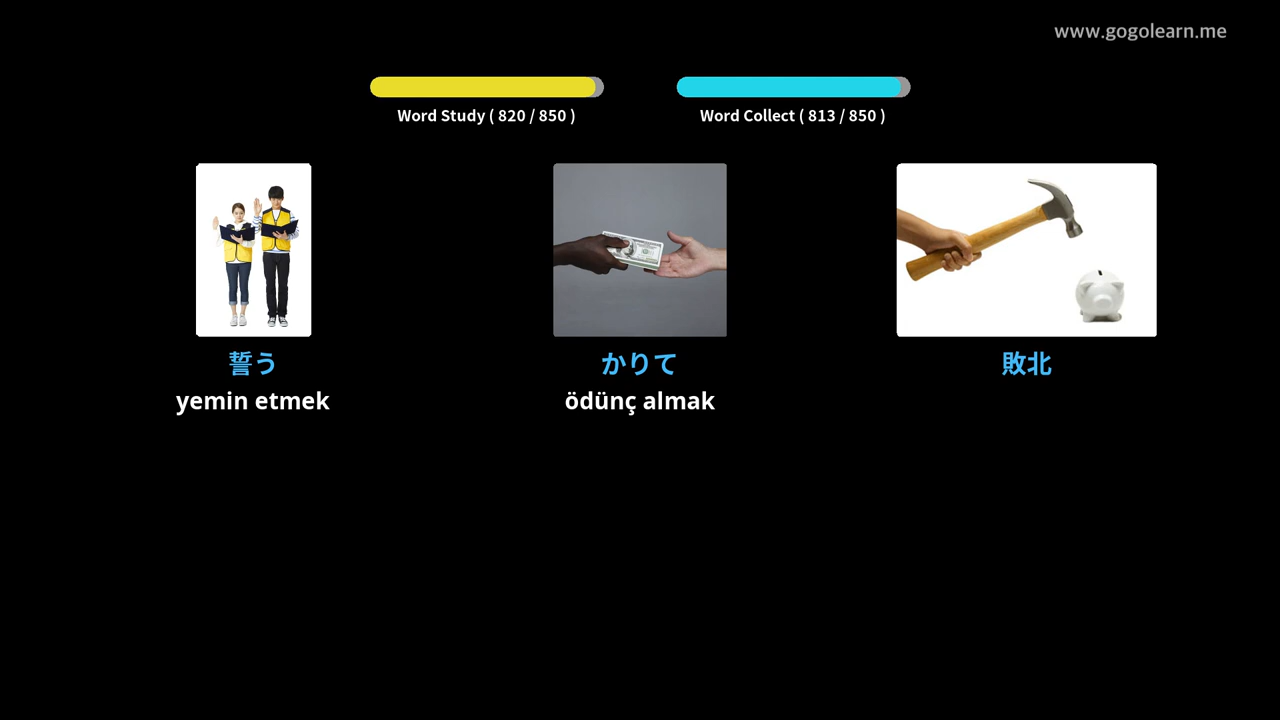 www.gogolearn.me
Word Study ( 820 / 850 )
Word Collect ( 813 / 850 )
誓う
yemin etmek
かりて
ödünç almak
敗北